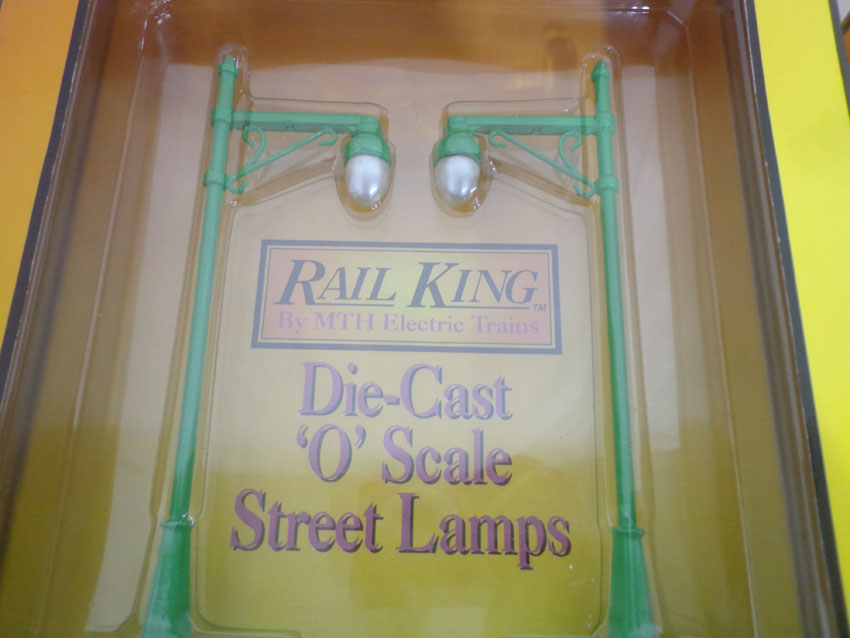 RAIL KING™
By MTH Electric Trains
Die-Cast
‘O’ Scale
Street Lamps